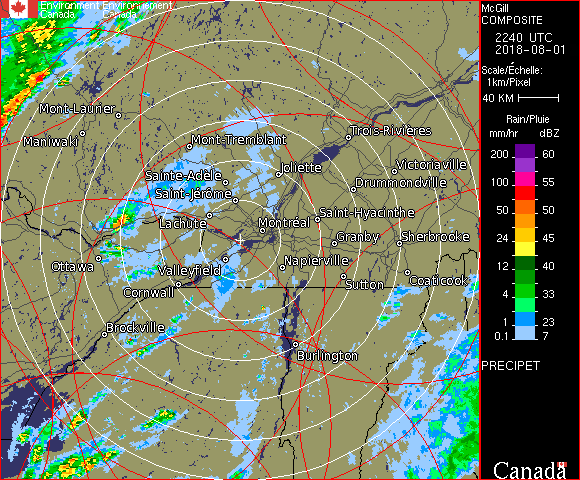 Environment Environnement
Canada Canada
Mont-Laurier
Maniwaki
Mont-Tremblant
Trois-Rivières
Joliette
Victoriaville
Sainte-Adèle
Drummondville
Saint-Jérôme
Lachute
Saint-Hyacinthe
Montréal
Granby
Sherbrooke
Ottawa
Valleyfield
Napierville
Cornwall
Sutton
Coaticook
Brockville
Burlington
McGill
COMPOSITE
2240 UTC
2018-08-01
Scale/Échelle:
1km/Pixel
40 KM
Rain/Pluie
mm/hr dBZ
200 60
100 55
50 50
24 45
12 40
4 33
1 23
0.1 7
PRECIPET
Canada